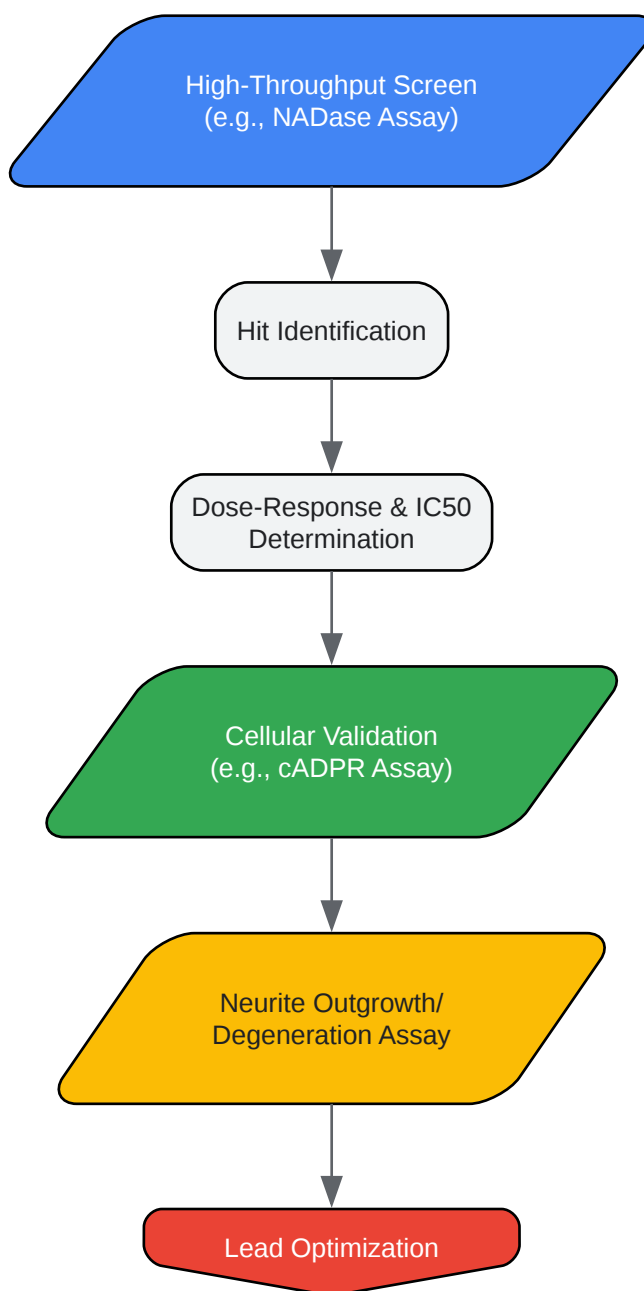 High-Throughput Screen
(e.g., NADase Assay)
Hit Identification
Dose-Response & IC50
Determination
Cellular Validation
(e.g., cADPR Assay)
Neurite Outgrowth/
Degeneration Assay
Lead Optimization